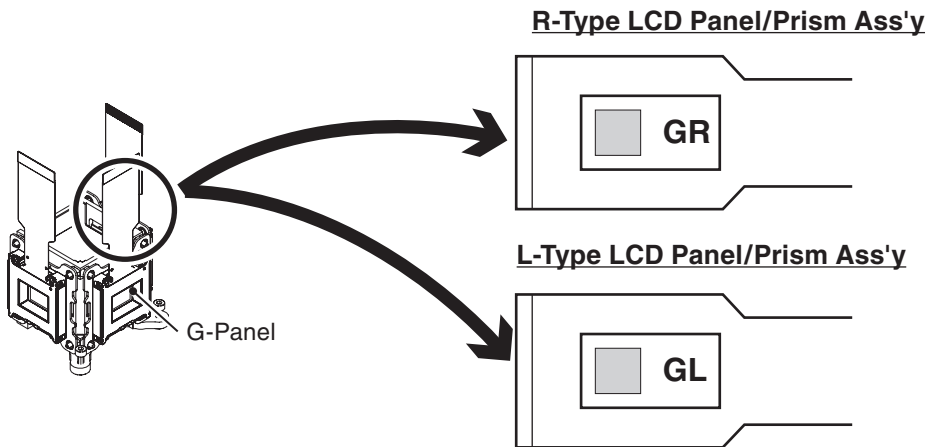 R-Type LCD Panel/Prism Ass'y
GR
L-Type LCD Panel/Prism Ass'y
G-Panel
GL